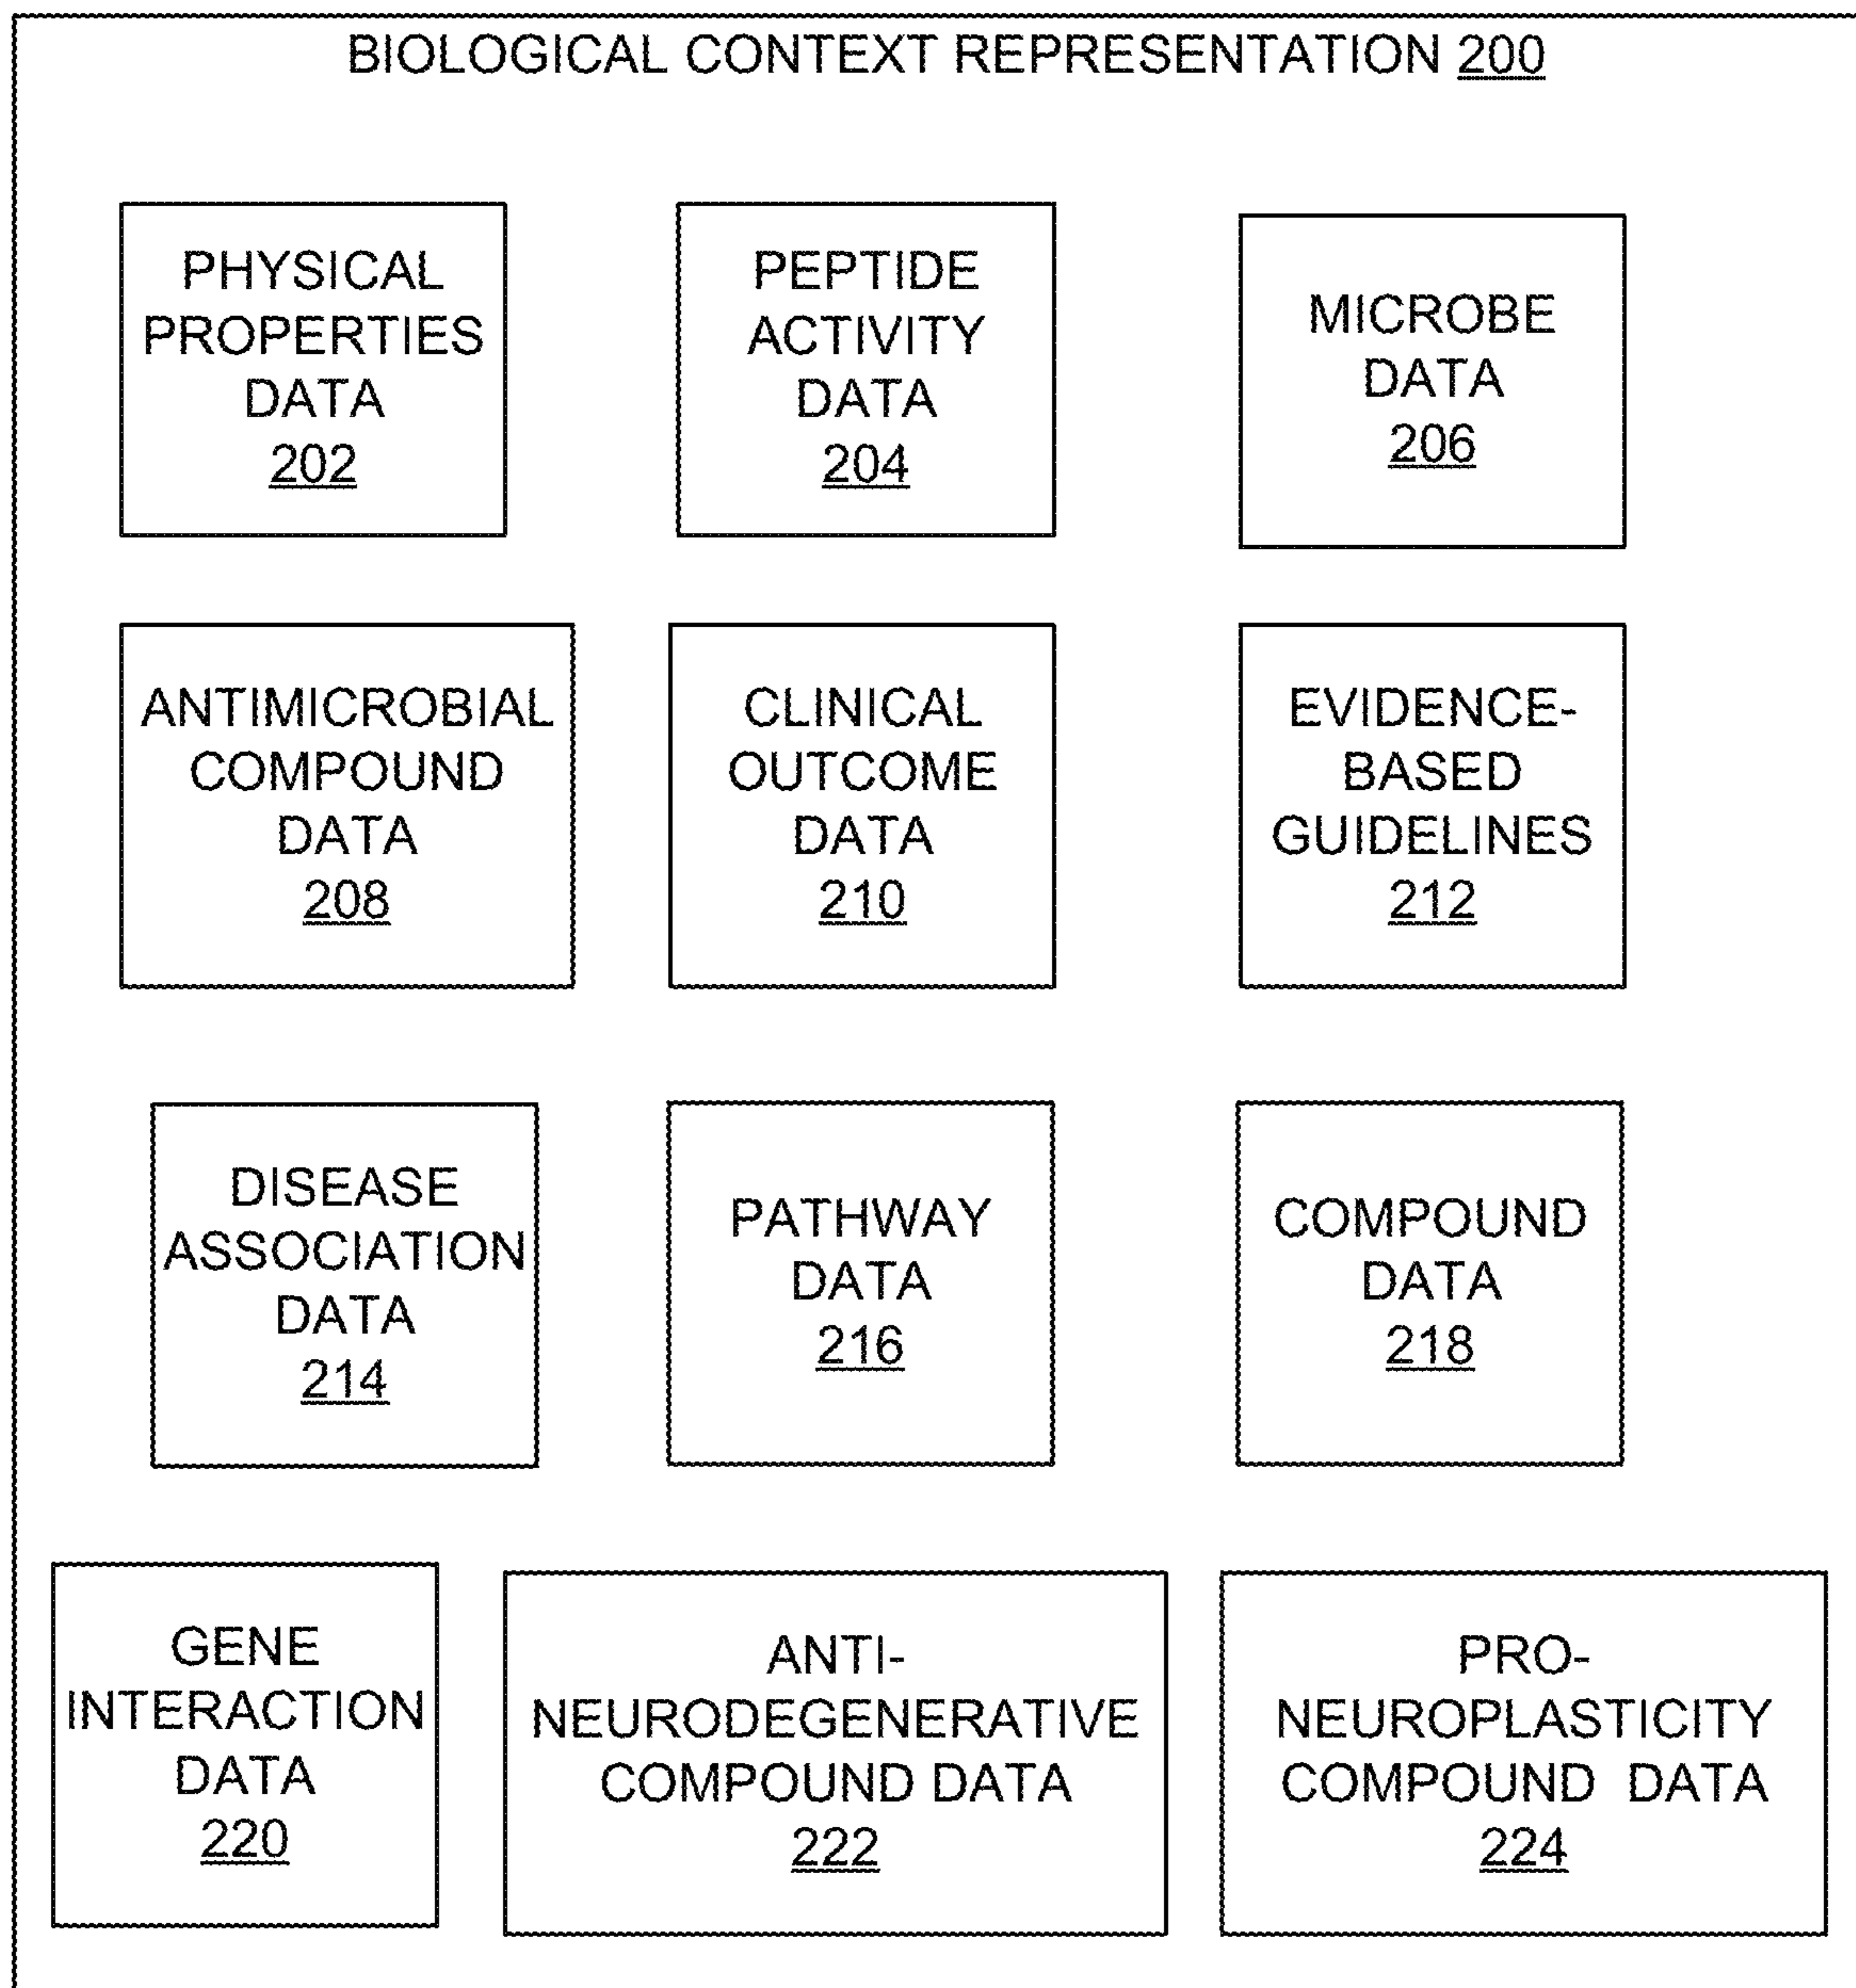 BIOLOGICAL CONTEXT REPRESENTATION 200
PHYSICAL
PROPERTIES
DATA
202
PEPTIDE
ACTIVITY
DATA
204
MICROBE
DATA
206
ANTIMICROBIAL
COMPOUND
DATA
208
CLINICAL
OUTCOME
DATA
210
EVIDENCE-
BASED
GUIDELINES
212
DISEASE
ASSOCIATION
DATA
214
PATHWAY
DATA
216
COMPOUND
DATA
218
GENE
INTERACTION
DATA
220
ANTI-
NEURODEGENERATIVE
COMPOUND DATA
222
PRO-
NEUROPLASTICITY
COMPOUND DATA
224